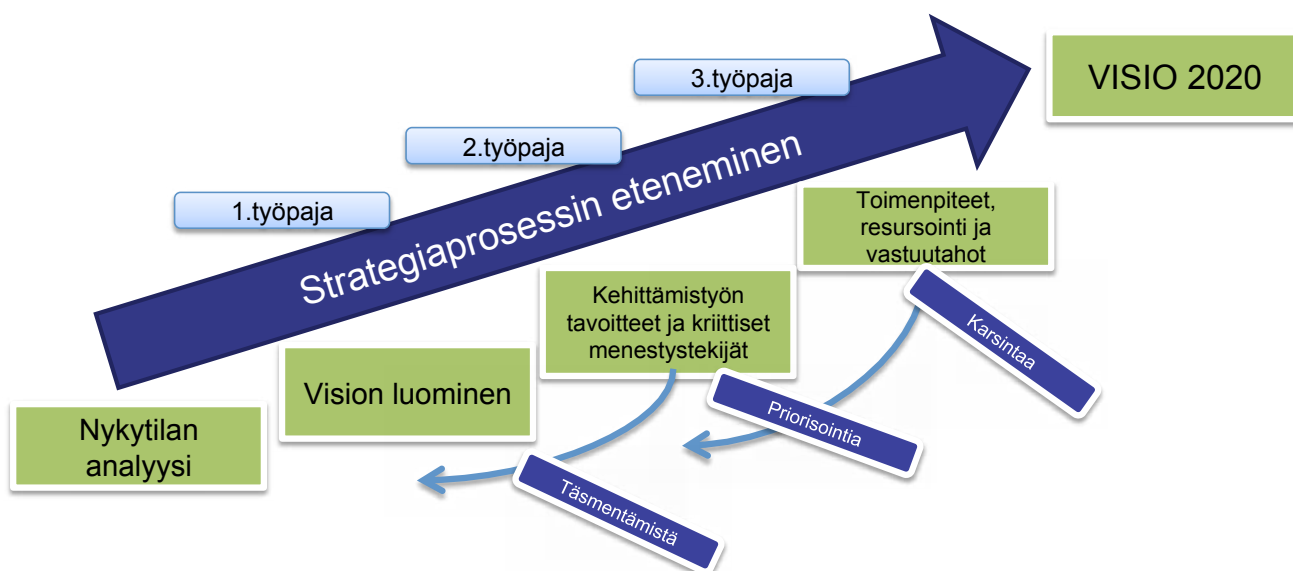 VISIO 2020
3.työpaja
2.työpaja
1.työpaja
Strategiaprosessin eteneminen
Toimenpiteet,
resursointi ja
vastuutahot
Kehittämistyön
tavoitteet ja kriittiset
menestystekijät
Vision luominen
Nykytilan
analyysi
Karsintaa
Priorisointia
Täsmentämistä